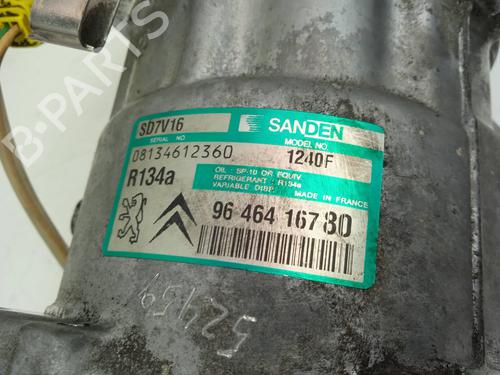 B-PARTS
SD7V16
SANDEN
SERIAL NO
MODEL NO
08134612360
1240F
R134a
OIL : SP-10 OR EQUIV.
REFRIGERANT : R134a
VARIABLE DISP.
MADE IN FRANCE
96 464 167 80
52459